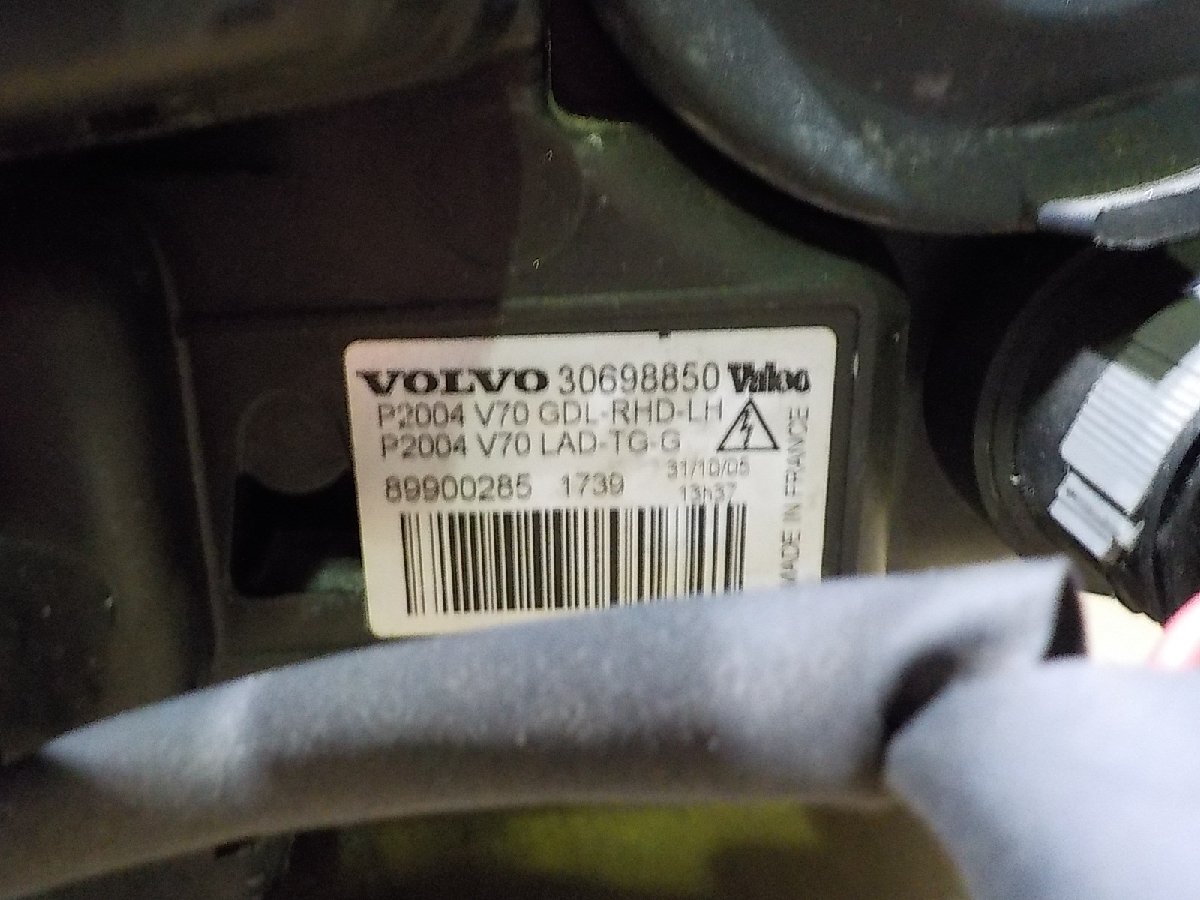 VOLVO 30698850 Valeo
P2004 V70 GDL-RHD-LH
P2004 V70 LAD-TG-G
31/10/05
89900285 1739
13h37
MADE IN FRANCE